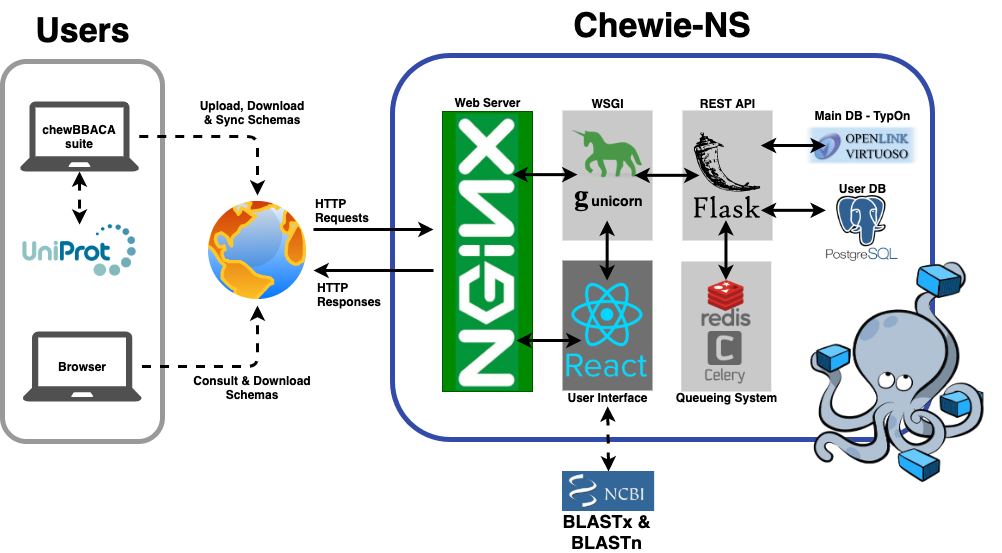 Users
Chewie-NS
chewBBACA
suite
UniProt
Browser
Upload, Download
& Sync Schemas
Consult & Download
Schemas
HTTP
Requests
HTTP
Responses
Web Server
NGINX
WSGI
g unicorn
REST API
Flask
Main DB - TypOn
OPENLINK
VIRTUOSO
User DB
PostgreSQL
React
User Interface
redis
C
Celery
Queueing System
NCBI
BLASTx &
BLASTn